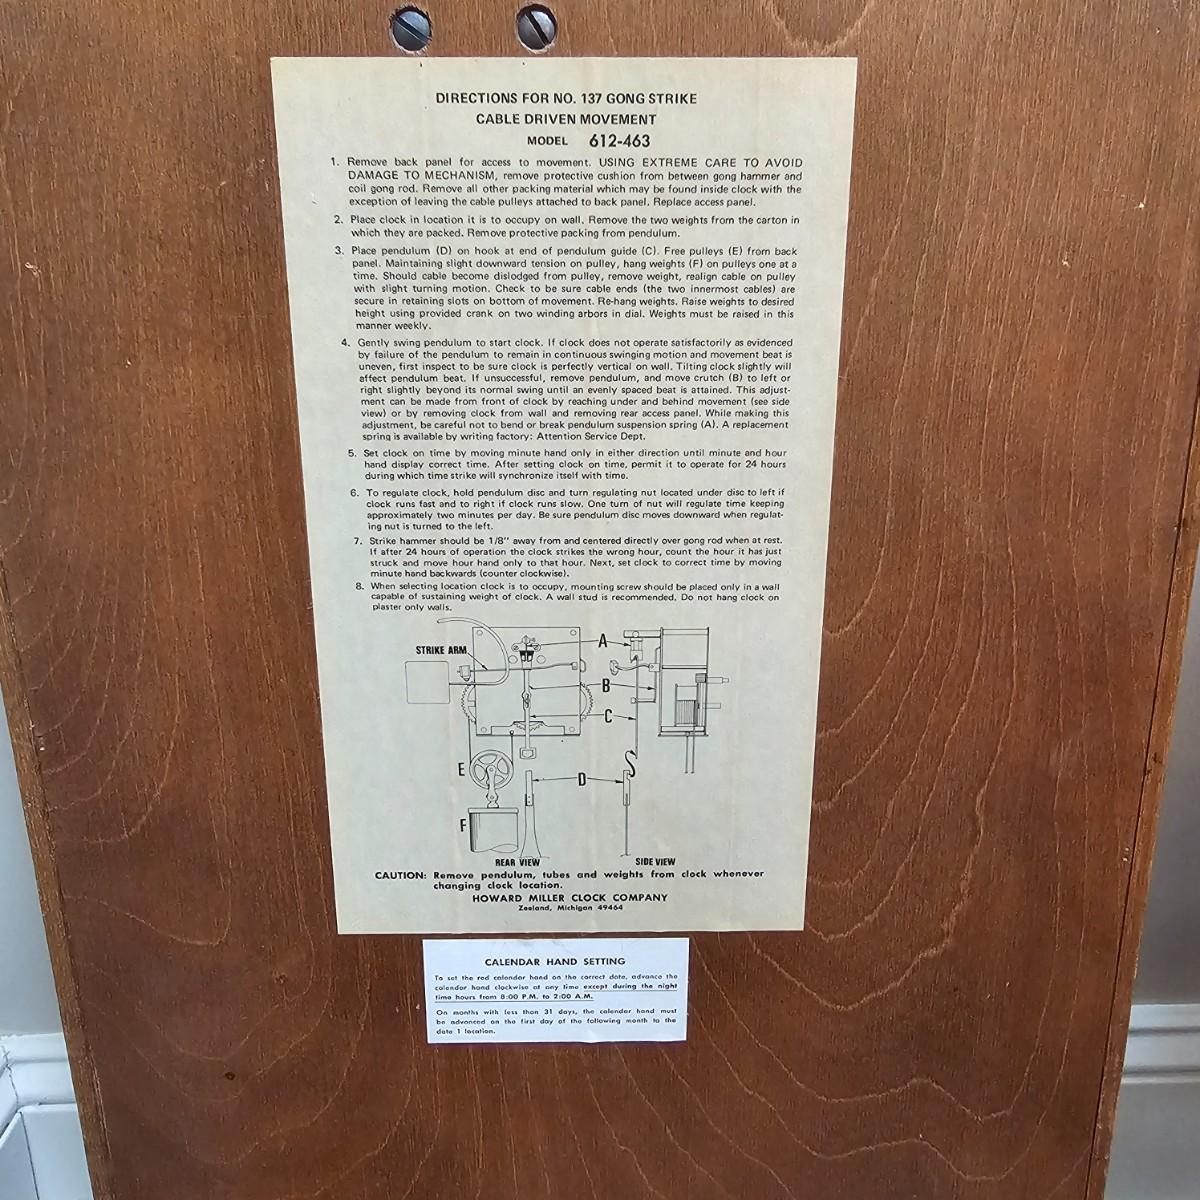 DIRECTIONS FOR NO. 137 GONG STRIKE
CABLE DRIVEN MOVEMENT
MODEL 612-463
1. Remove back panel for access to movement. USING EXTREME CARE TO AVOID
DAMAGE TO MECHANISM, remove protective cushion from between gong hammer and
coil gong rod. Remove all other packing material which may be found inside clock with the
exception of leaving the cable pulleys attached to back panel. Replace access panel.
2. Place clock in location it is to occupy on wall. Remove the two weights from the carton in
which they are packed. Remove protective packing from pendulum.
3. Place pendulum (D) on hook at end of pendulum guide (C). Free pulleys (E) from back
panel. Maintaining slight downward tension on pulley, hang weights (F) on pulleys one at a
time. Should cable become dislodged from pulley, remove weight, realign cable on pulley
with slight turning motion. Check to be sure cable ends (the two innermost cables) are
secure in retaining slots on bottom of movement. Re-hang weights. Raise weights to desired
height using provided crank on two winding arbors in dial. Weights must be raised in this
manner weekly.
4. Gently swing pendulum to start clock. If clock does not operate satisfactorily as evidenced
by failure of the pendulum to remain in continuous swinging motion and movement beat is
uneven, first inspect to be sure clock is perfectly vertical on wall. Tilting clock slightly will
affect pendulum beat. If unsuccessful, remove pendulum, and move crutch (B) to left or
right slightly beyond its normal swing until an evenly spaced beat is attained. This adjust-
ment can be made from front of clock by reaching under and behind movement (see side
view) or by removing clock from wall and removing rear access panel. While making this
adjustment, be careful not to bend or break pendulum suspension spring (A). A replacement
spring is available by writing factory: Attention Service Dept.
5. Set clock on time by moving minute hand only in either direction until minute and hour
hand display correct time. After setting clock on time, permit it to operate for 24 hours
during which time strike will synchronize itself with time.
6. To regulate clock, hold pendulum disc and turn regulating nut located under disc to left if
clock runs fast and to right if clock runs slow. One turn of nut will regulate time keeping
approximately two minutes per day. Be sure pendulum disc moves downward when regulat-
ing nut is turned to the left.
7. Strike hammer should be 1/8" away from and centered directly over gong rod when at rest.
If after 24 hours of operation the clock strikes the wrong hour, count the hour it has just
struck and move hour hand only to that hour. Next, set clock to correct time by moving
minute hand backwards (counter clockwise).
8. When selecting location clock is to occupy, mounting screw should be placed only in a wall
capable of sustaining weight of clock. A wall stud is recommended. Do not hang clock on
plaster only walls.
STRIKE ARM
A
B
C
E
D
F
REAR VIEW
SIDE VIEW
CAUTION: Remove pendulum, tubes and weights from clock whenever
changing clock location.
HOWARD MILLER CLOCK COMPANY
Zeeland, Michigan 49464
CALENDAR HAND SETTING
To set the red calendar hand on the correct date, advance the
calendar hand clockwise at any time except during the night
time hours from 8:00 P.M. to 2:00 A.M.
On months with less than 31 days, the calendar hand must
be advanced on the first day of the following month to the
date 1 location.